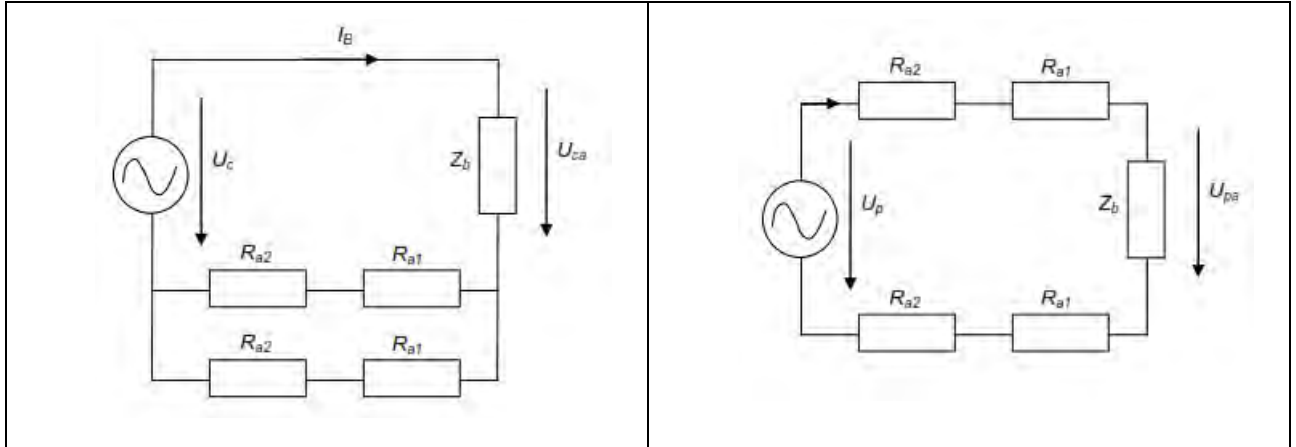 I_B
U_c
Z_b
U_ca
R_a2 R_a1
R_a2 R_a1
R_a2 R_a1
U_p
Z_b
U_pa
R_a2 R_a1